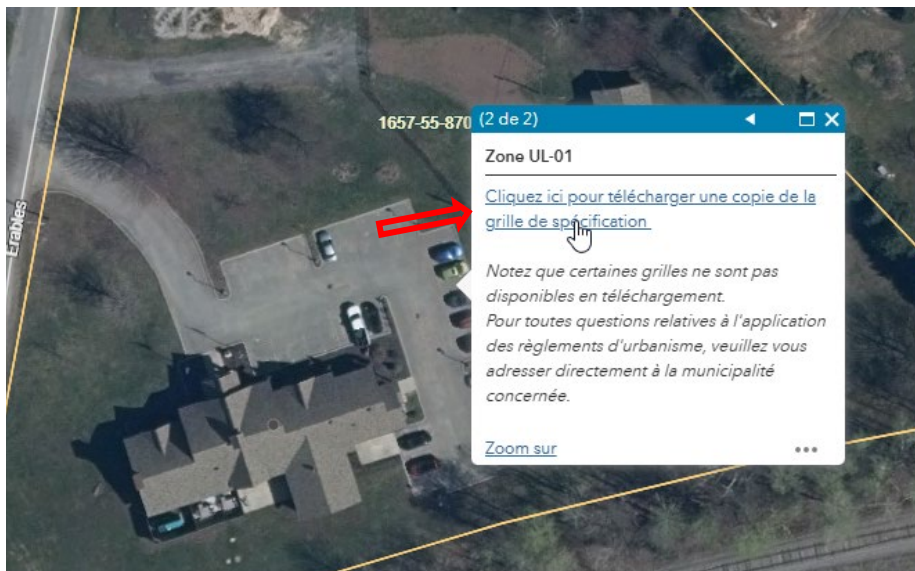 1657-55-870
(2 de 2)
Zone UL-01
Cliquez ici pour télécharger une copie de la
grille de spécification
Erables
Notez que certaines grilles ne sont pas
disponibles en téléchargement.
Pour toutes questions relatives à l'application
des règlements d'urbanisme, veuillez vous
adresser directement à la municipalité
concernée.
Zoom sur